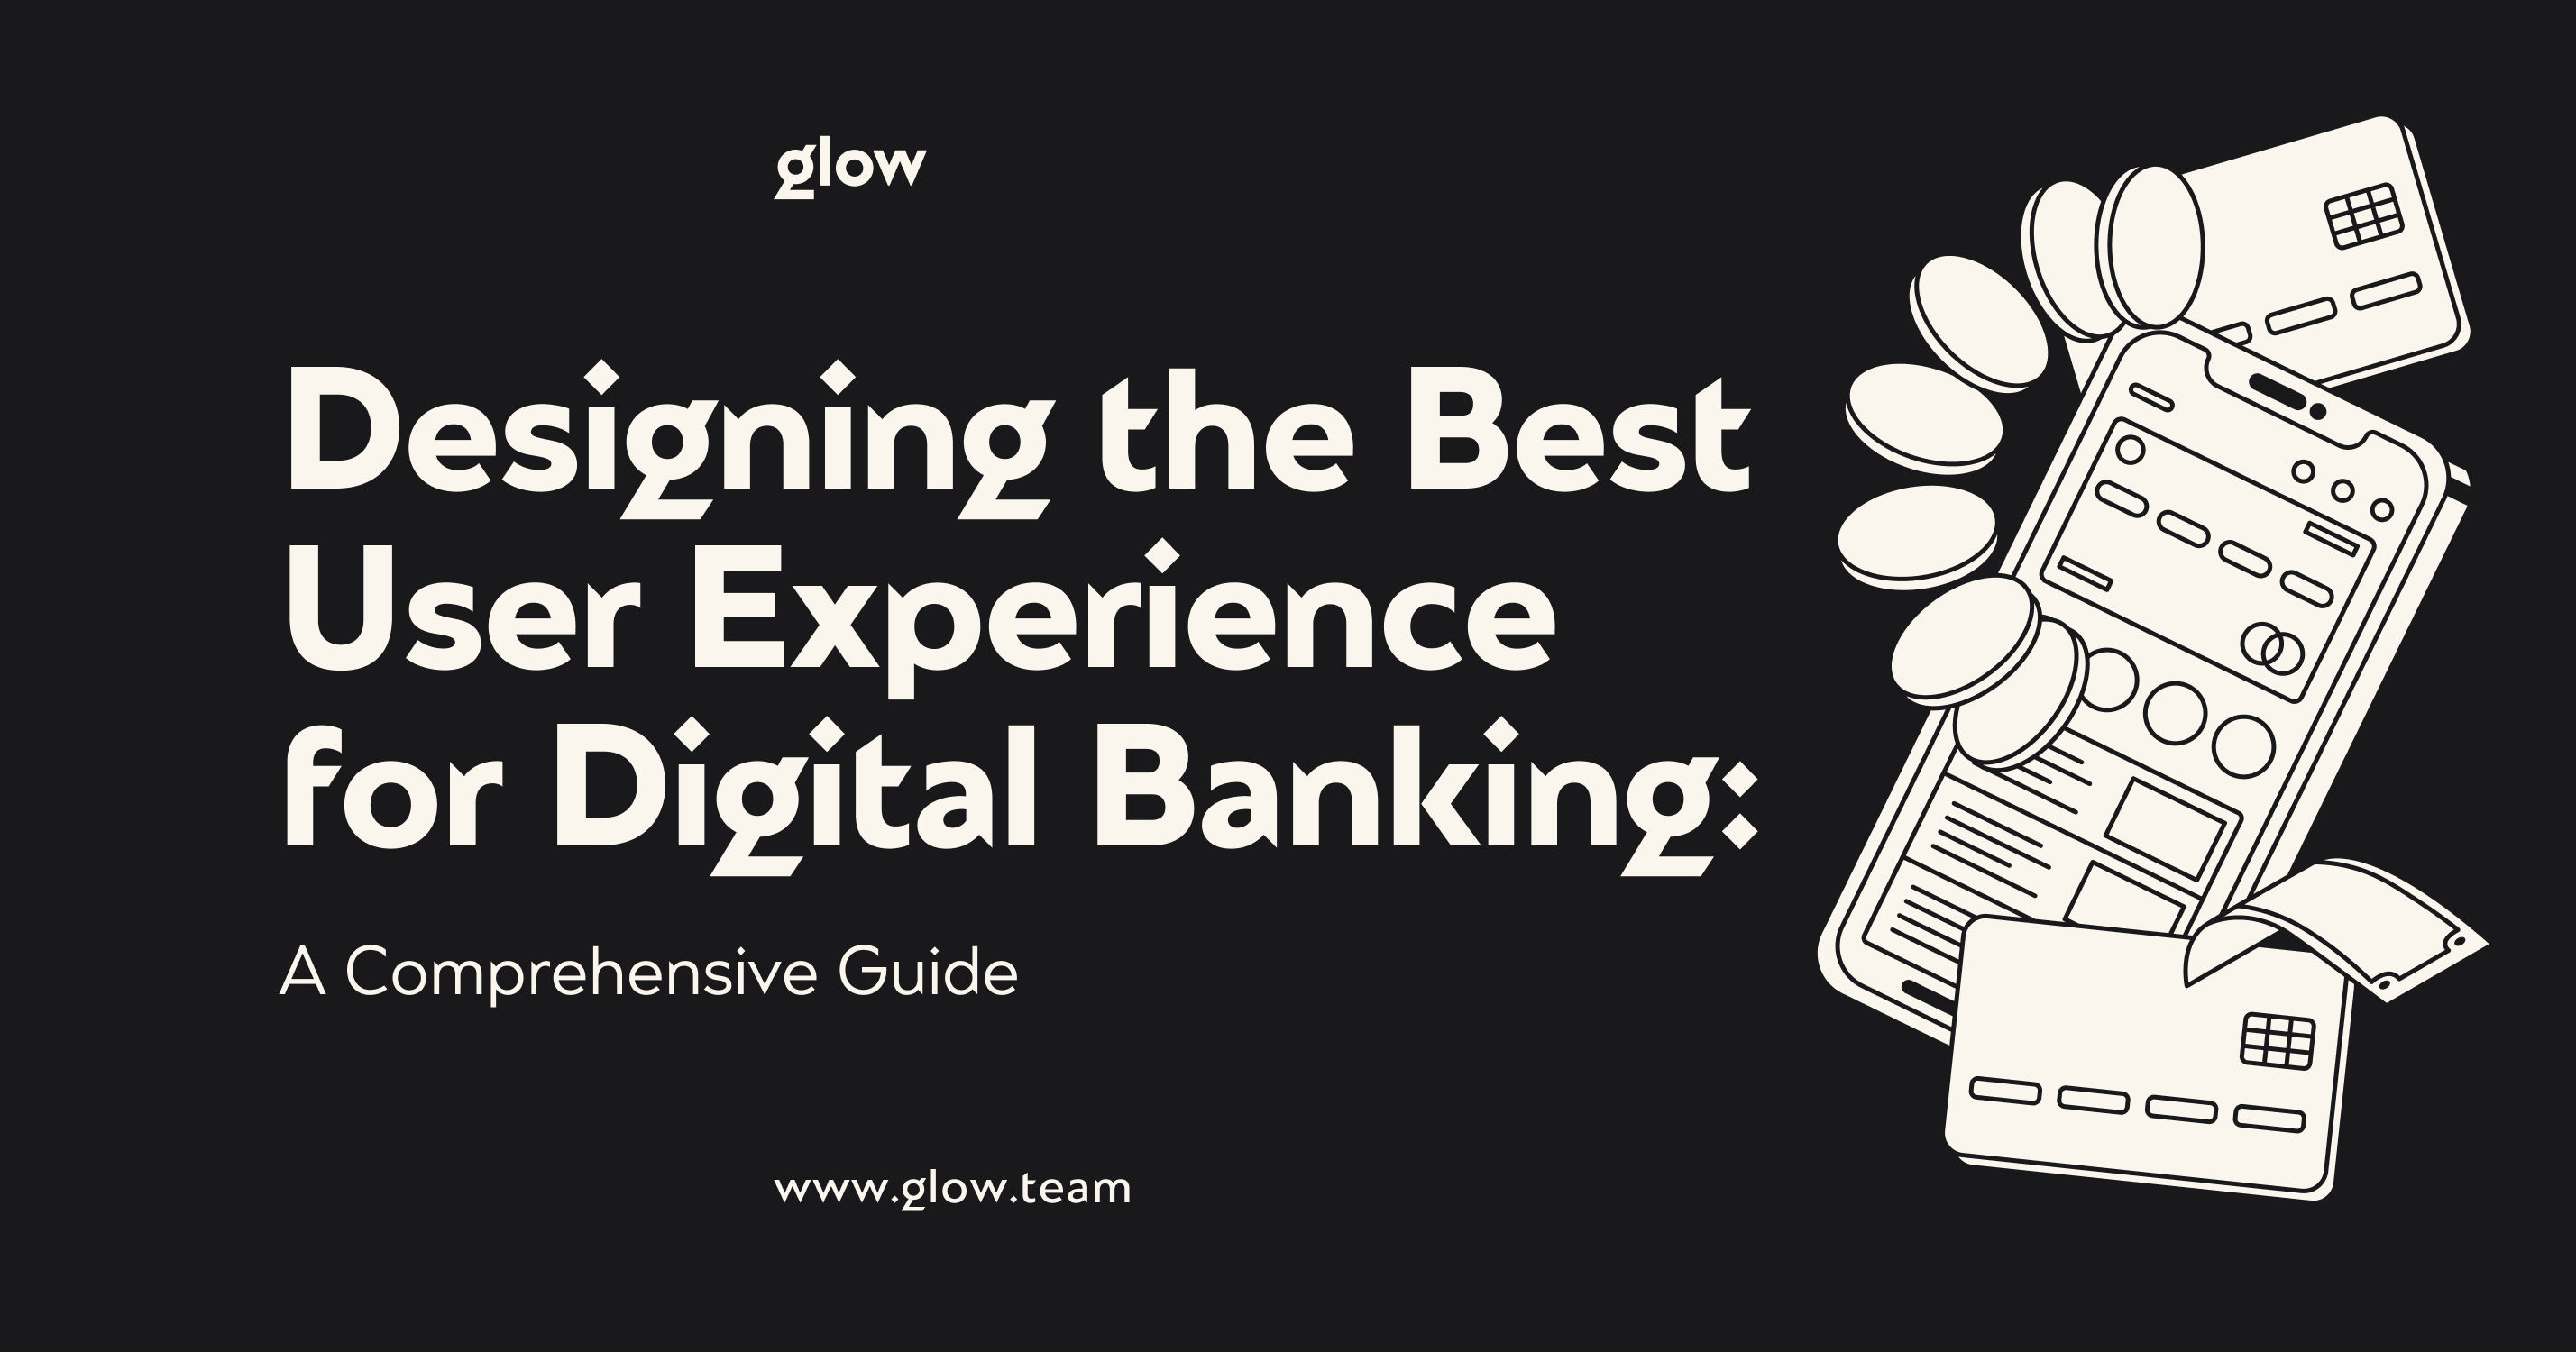 glow
Designing the Best
User Experience
for Digital Banking:
A Comprehensive Guide
www.glow.team